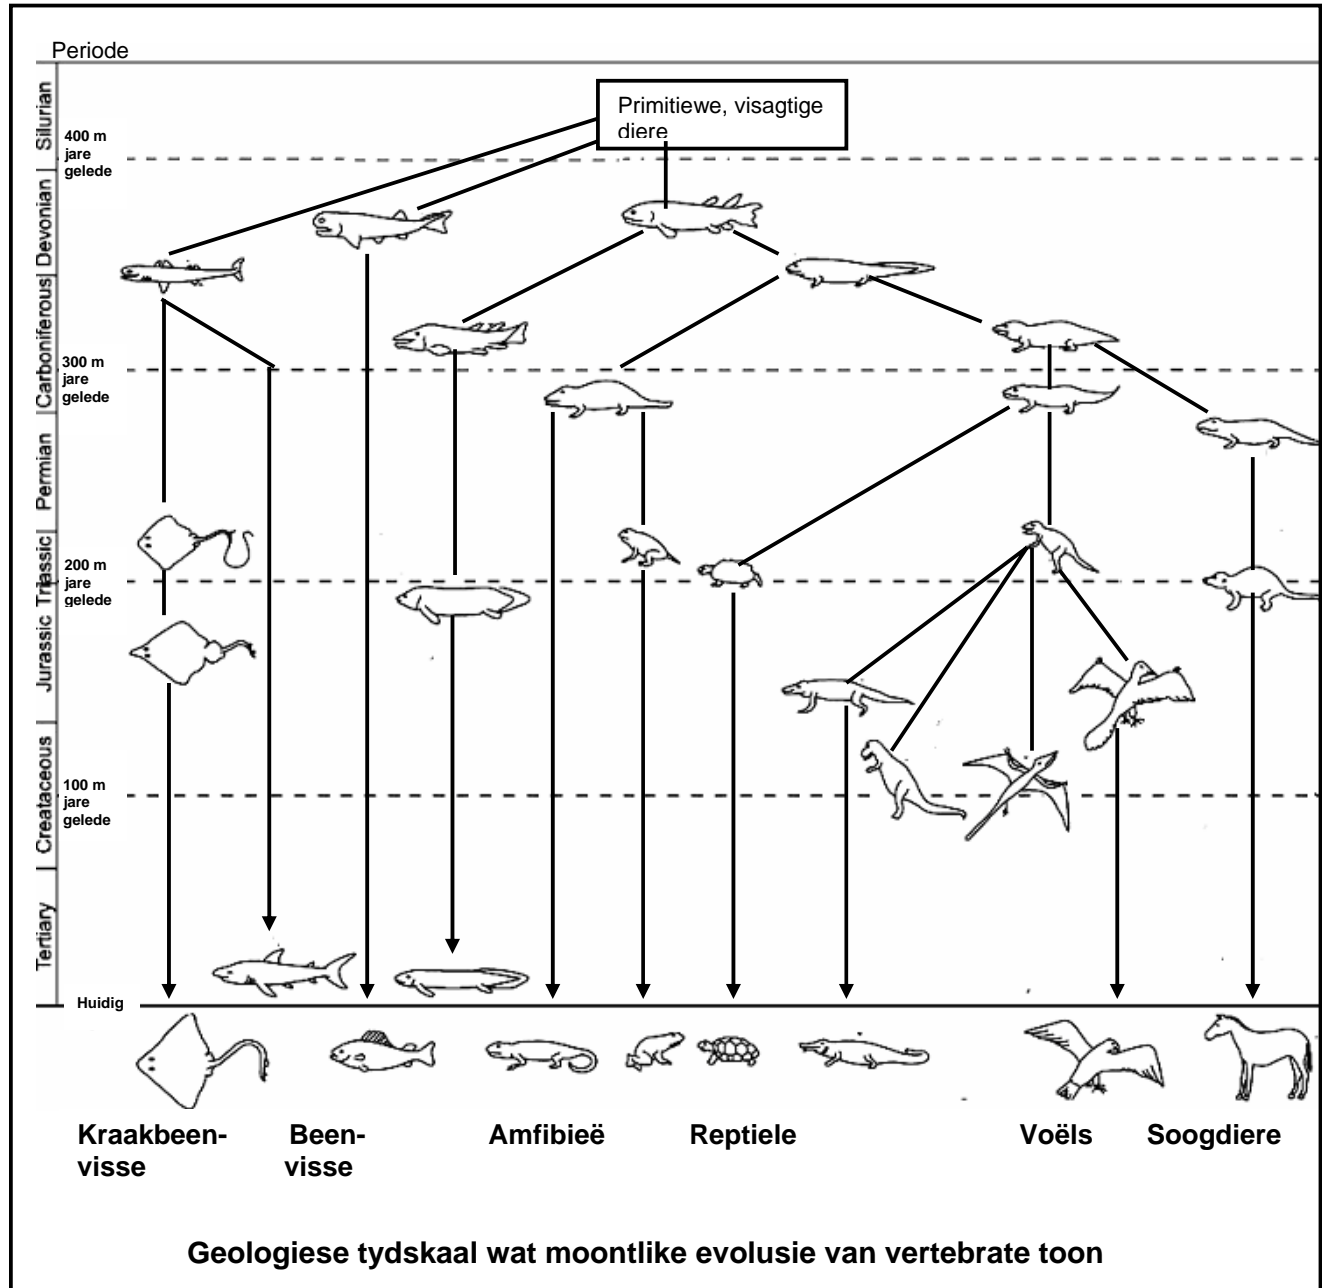 Periode
Primitiewe, visagtige
diere
Silurian
400 m
jare
gelede
Devonian
Carboniferous
300 m
jare
gelede
Permian
Triassic
200 m
jare
gelede
Jurassic
Creataceous
100 m
jare
gelede
Tertiary
Huidig
Kraakbeen-
visse
Been-
visse
Amfibieë
Reptiele
Voëls
Soogdiere
Geologiese tydskaal wat moontlike evolusie van vertebrate toon